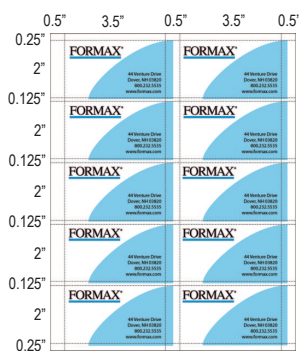 0.5" 3.5" 0.5" 3.5" 0.5"
0.25"
2"
0.125"
2"
0.125"
2"
0.125"
2"
0.125"
2"
0.25"
FORMAX®
44 Venture Drive
Dover, NH 03820
800.232.5535
www.formax.com
FORMAX®
44 Venture Drive
Dover, NH 03820
800.232.5535
www.formax.com
FORMAX®
44 Venture Drive
Dover, NH 03820
800.232.5535
www.formax.com
FORMAX®
44 Venture Drive
Dover, NH 03820
800.232.5535
www.formax.com
FORMAX®
44 Venture Drive
Dover, NH 03820
800.232.5535
www.formax.com
FORMAX®
44 Venture Drive
Dover, NH 03820
800.232.5535
www.formax.com
FORMAX®
44 Venture Drive
Dover, NH 03820
800.232.5535
www.formax.com
FORMAX®
44 Venture Drive
Dover, NH 03820
800.232.5535
www.formax.com
FORMAX®
44 Venture Drive
Dover, NH 03820
800.232.5535
www.formax.com
FORMAX®
44 Venture Drive
Dover, NH 03820
800.232.5535
www.formax.com